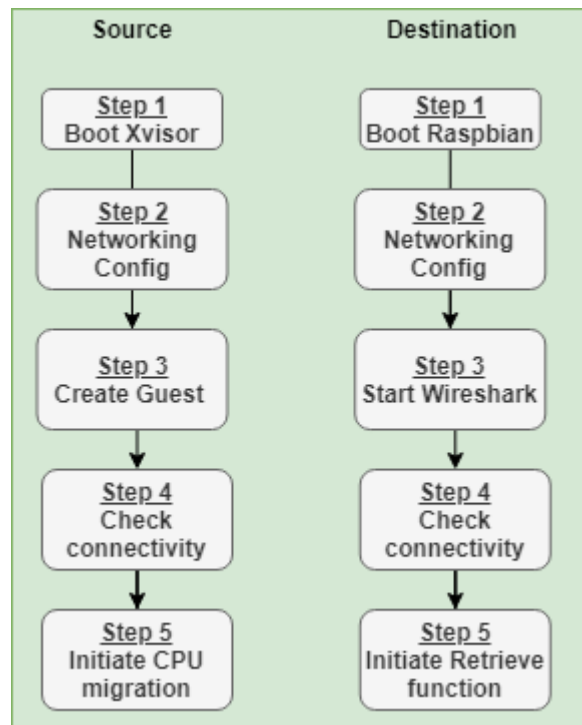 Source
Step 1
Boot Xvisor
Step 2
Networking
Config
Step 3
Create Guest
Step 4
Check
connectivity
Step 5
Initiate CPU
migration
Destination
Step 1
Boot Raspbian
Step 2
Networking
Config
Step 3
Start Wireshark
Step 4
Check
connectivity
Step 5
Initiate Retrieve
function